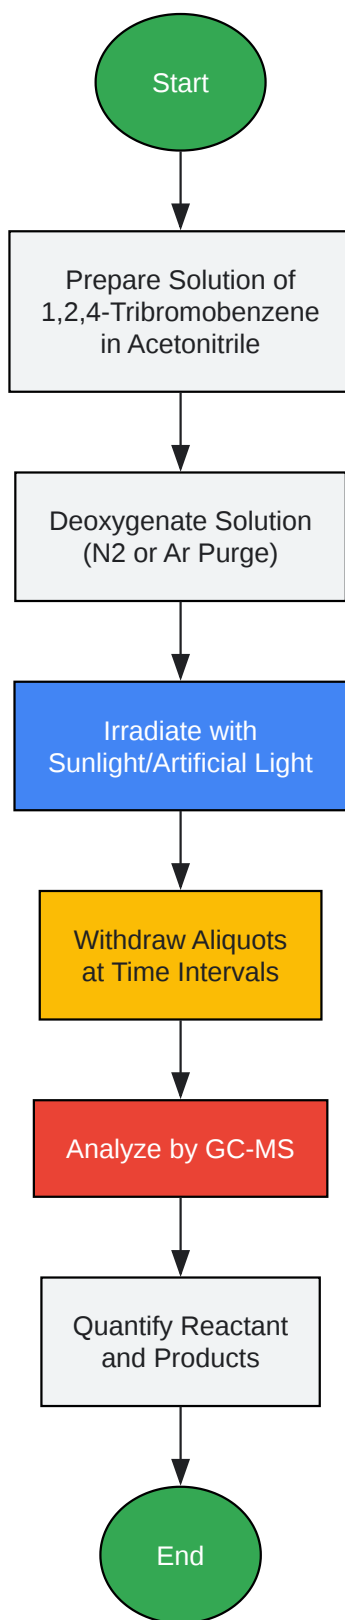 Start
Prepare Solution of
1,2,4-Tribromobenzene
in Acetonitrile
Deoxygenate Solution
(N2 or Ar Purge)
Irradiate with
Sunlight/Artificial Light
Withdraw Aliquots
at Time Intervals
Analyze by GC-MS
Quantify Reactant
and Products
End